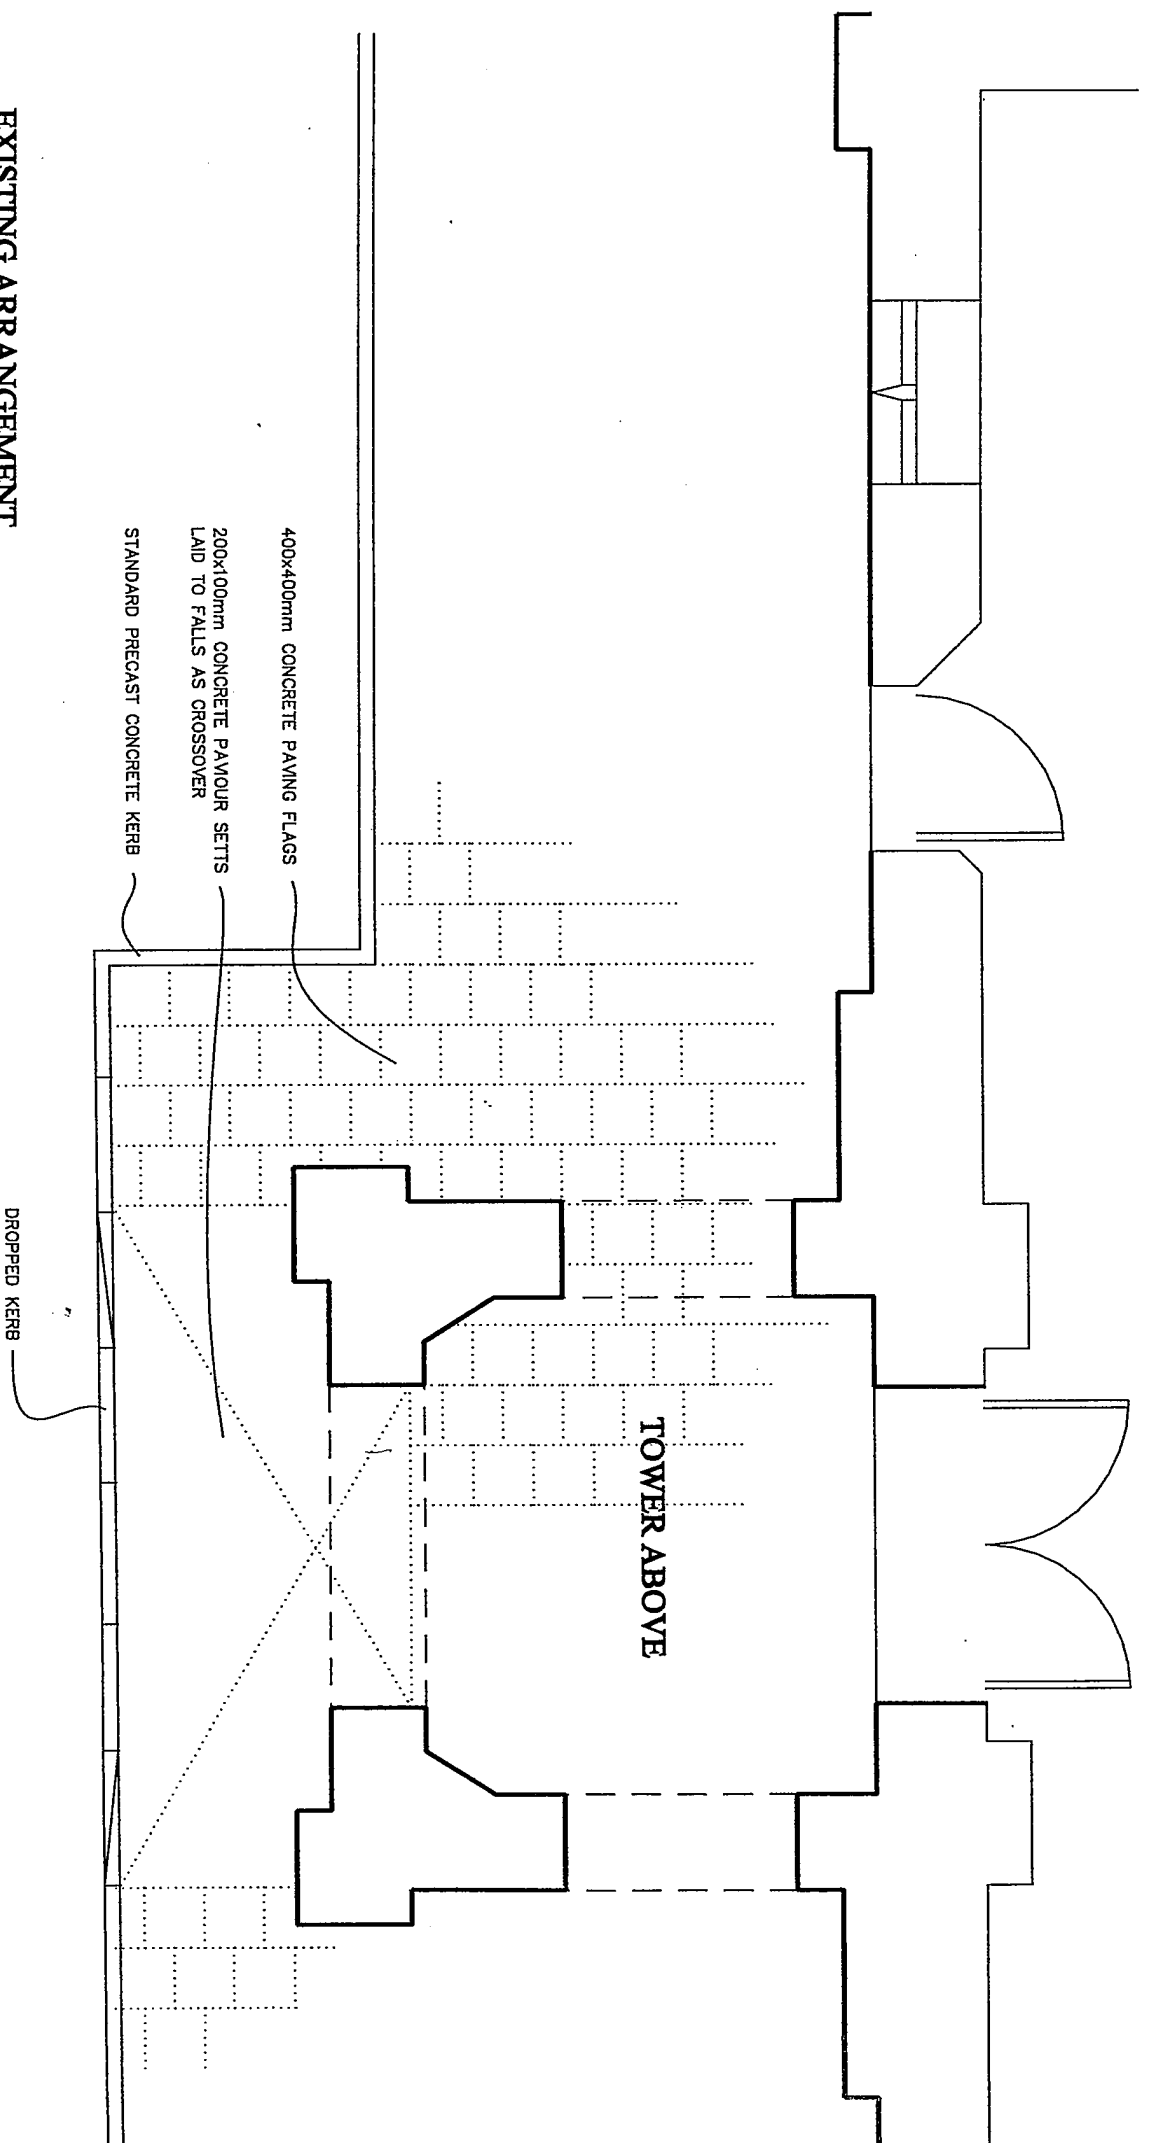 TOWER ABOVE
400x400mm CONCRETE PAVING FLAGS
200x100mm CONCRETE PAVIOUR SETTS
LAID TO FALLS AS CROSSOVER
STANDARD PRECAST CONCRETE KERB
DROPPED KERB
EXISTING ARRANGEMENT